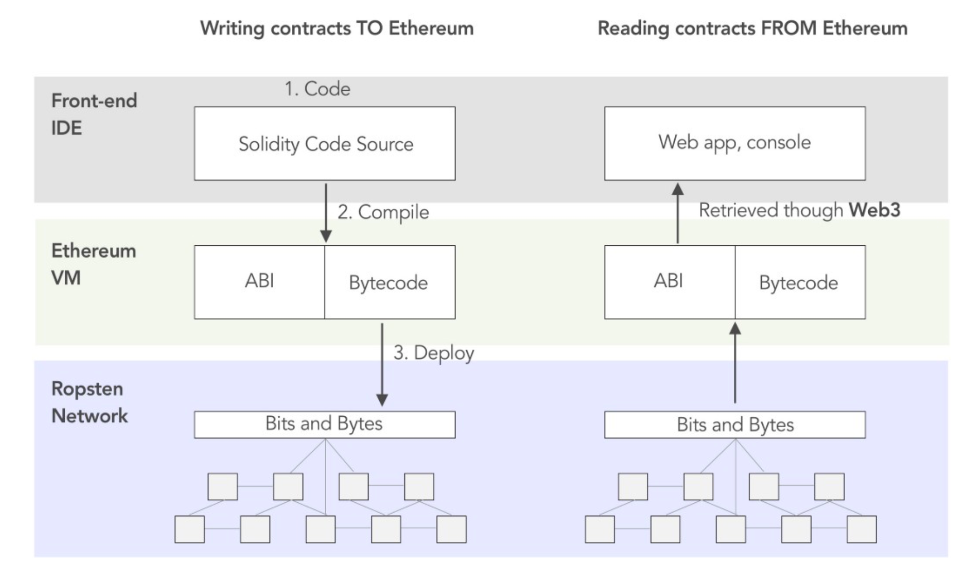 Writing contracts TO Ethereum
Reading contracts FROM Ethereum
Front-end
IDE
1. Code
Solidity Code Source
Web app, console
2. Compile
Retrieved though Web3
Ethereum
VM
ABI
Bytecode
ABI
Bytecode
3. Deploy
Ropsten
Network
Bits and Bytes
Bits and Bytes